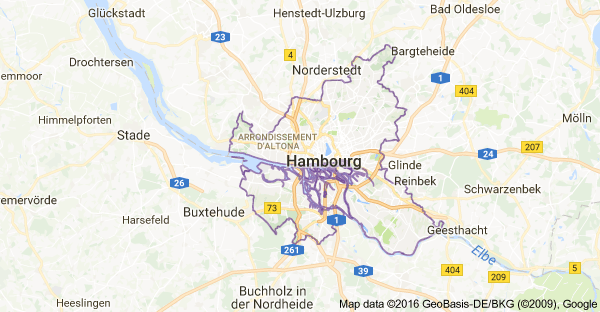 Glückstadt
Henstedt-Ulzburg
Bad Oldesloe
23
4
Bargteheide
Drochtersen
Norderstedt
1
emmoor
404
Himmelpforten
Stade
ARRONDISSEMENT
D'ALTONA
Mölln
207
Hambourg
Glinde
24
26
Reinbek
Schwarzenbek
emervörde
Harsefeld
Buxtehude
73
1
Geesthacht
261
Elbe
39
404
209
5
Buchholz in
der Nordheide
Heeslingen
Map data ©2016 GeoBasis-DE/BKG (©2009), Google